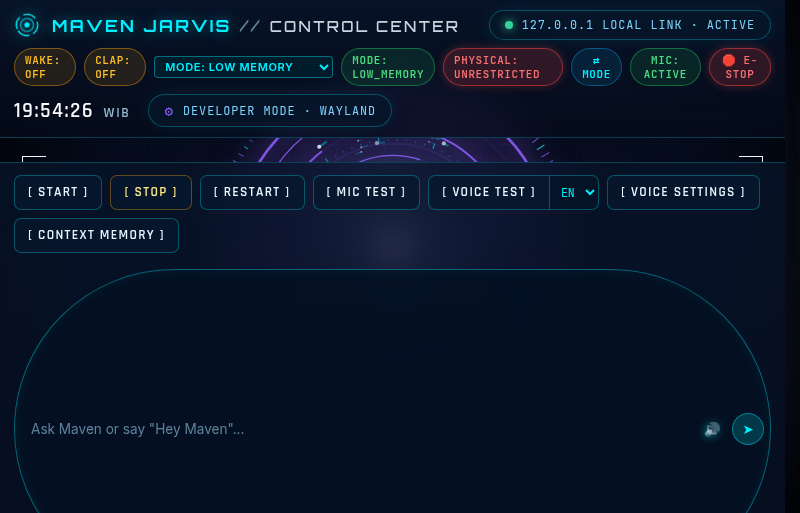 MAVEN JARVIS // CONTROL CENTER
127.0.0.1 LOCAL LINK · ACTIVE
WAKE:
OFF
CLAP:
OFF
MODE: LOW MEMORY
MODE:
LOW_MEMORY
PHYSICAL:
UNRESTRICTED
⇄
MODE
MIC:
ACTIVE
🛑 E-
STOP
19:54:26 WIB
⚙ DEVELOPER MODE · WAYLAND
[ START ]
[ STOP ]
[ RESTART ]
[ MIC TEST ]
[ VOICE TEST ]
EN
[ VOICE SETTINGS ]
[ CONTEXT MEMORY ]
Ask Maven or say "Hey Maven"...